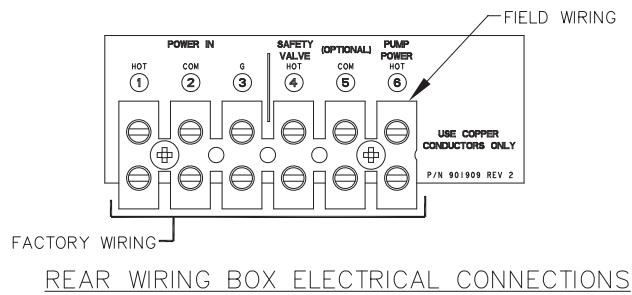 FIELD WIRING
POWER IN
SAFETY VALVE
(OPTIONAL)
PUMP POWER
HOT COM G HOT COM HOT
1 2 3 4 5 6
USE COPPER
CONDUCTORS ONLY
P/N 901909 REV 2
FACTORY WIRING
REAR WIRING BOX ELECTRICAL CONNECTIONS